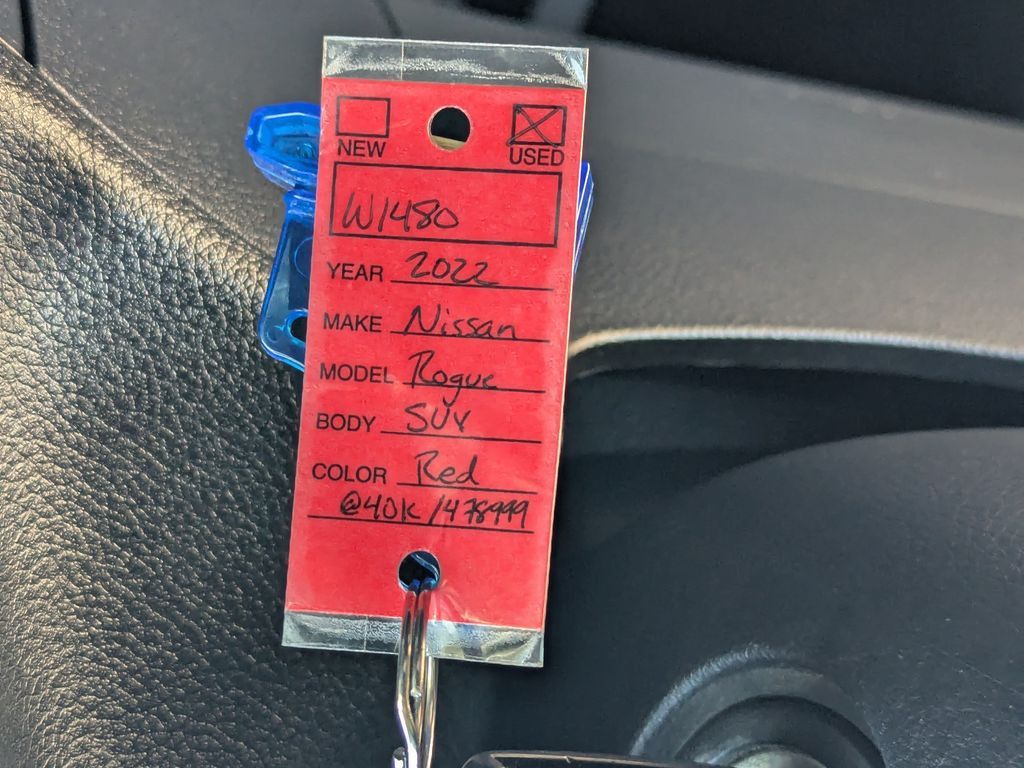 NEW USED
W1480
YEAR 2022
MAKE Nissan
MODEL Rogue
BODY SUV
COLOR Red
@40K /478999